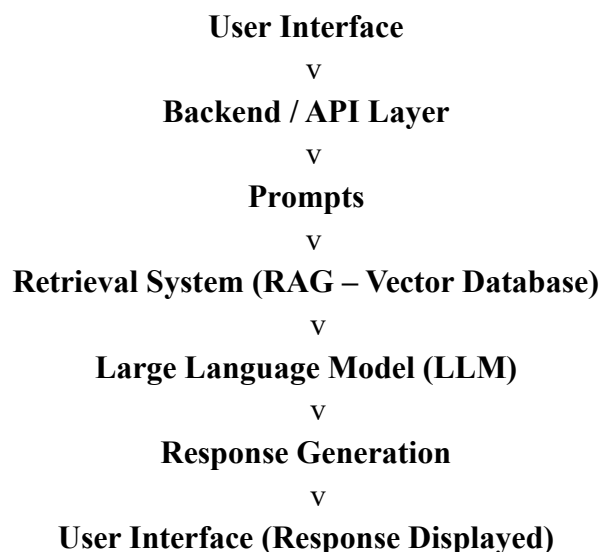 User Interface
v
Backend / API Layer
v
Prompts
v
Retrieval System (RAG – Vector Database)
v
Large Language Model (LLM)
v
Response Generation
v
User Interface (Response Displayed)